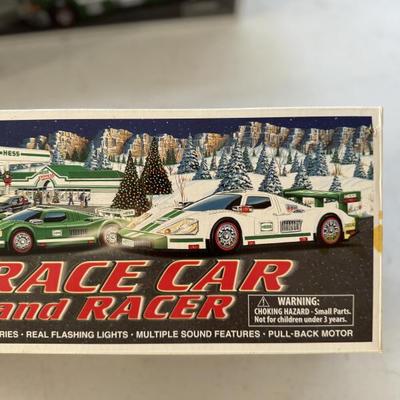 HESS
RACE CAR
and RACER
WARNING:
CHOKING HAZARD - Small Parts.
Not for children under 3 years.
RIES • REAL FLASHING LIGHTS • MULTIPLE SOUND FEATURES • PULL-BACK MOTOR